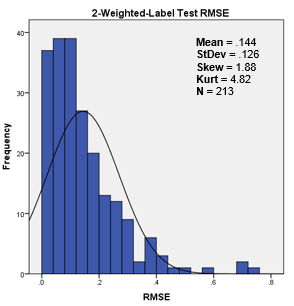 2-Weighted-Label Test RMSE
Mean = .144
StDev = .126
Skew = 1.88
Kurt = 4.82
N = 213
Frequency
40
30
20
10
0
.0 .2 .4 .6 .8
RMSE